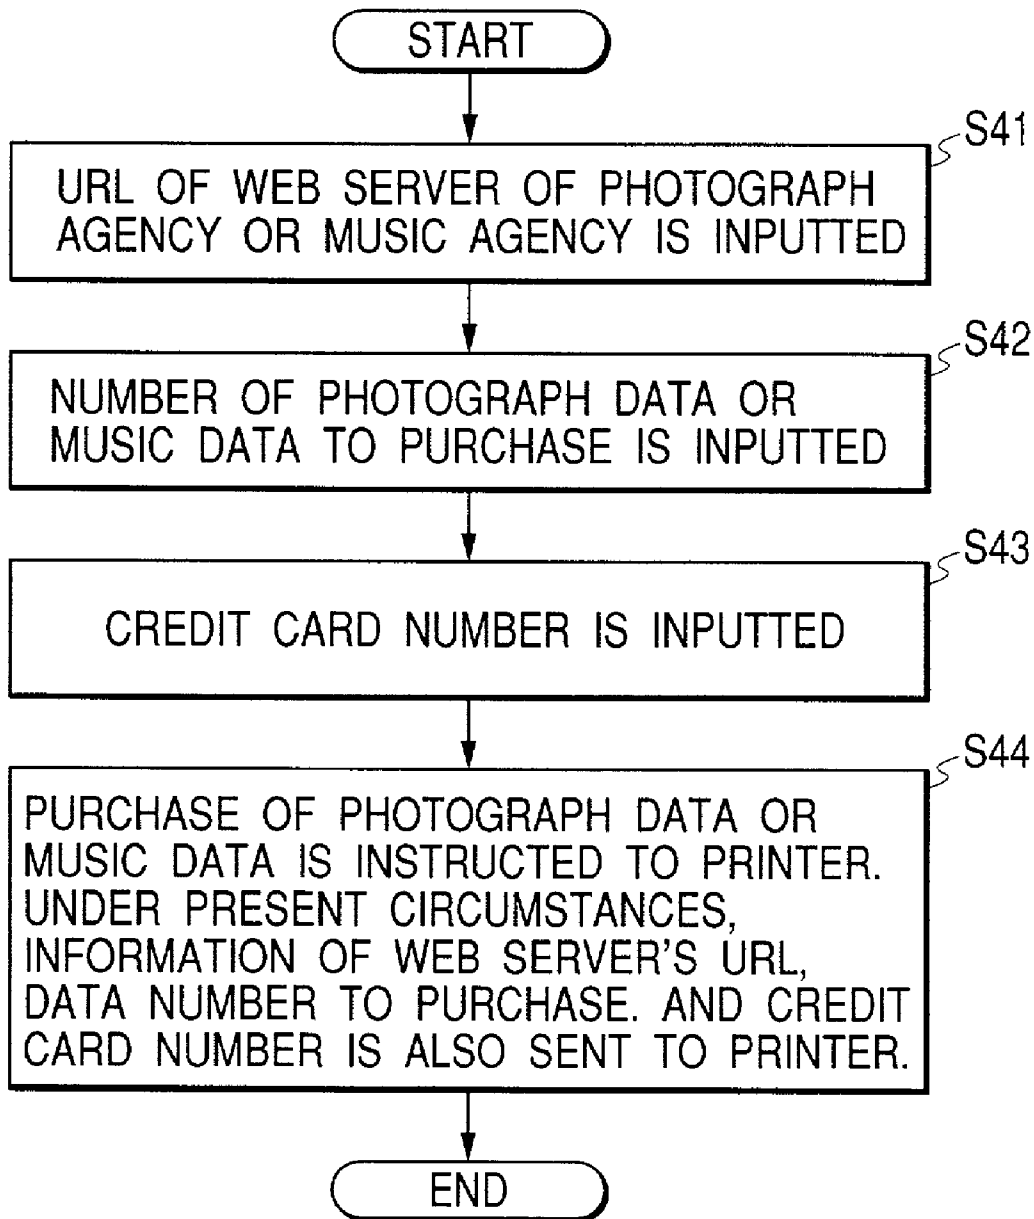 START
S41
URL OF WEB SERVER OF PHOTOGRAPH
AGENCY OR MUSIC AGENCY IS INPUTTED
S42
NUMBER OF PHOTOGRAPH DATA OR
MUSIC DATA TO PURCHASE IS INPUTTED
S43
CREDIT CARD NUMBER IS INPUTTED
S44
PURCHASE OF PHOTOGRAPH DATA OR
MUSIC DATA IS INSTRUCTED TO PRINTER.
UNDER PRESENT CIRCUMSTANCES,
INFORMATION OF WEB SERVER'S URL,
DATA NUMBER TO PURCHASE. AND CREDIT
CARD NUMBER IS ALSO SENT TO PRINTER.
END